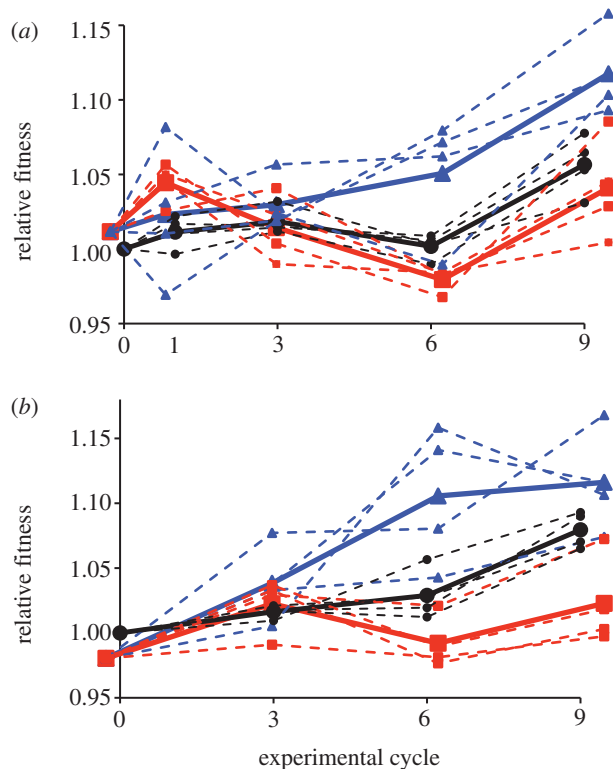 (a)
1.15
1.10
relative fitness
1.05
1.00
0.95
0 1 3 6 9
(b)
1.15
1.10
relative fitness
1.05
1.00
0.95
0 3 6 9
experimental cycle